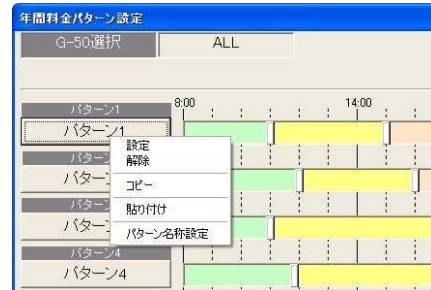 年間料金パターン設定
G-50選択 ALL
パターン1 8:00 14:00
パターン1
設定
解除
コピー
貼り付け
パターン名称設定
パターン4
パターン4